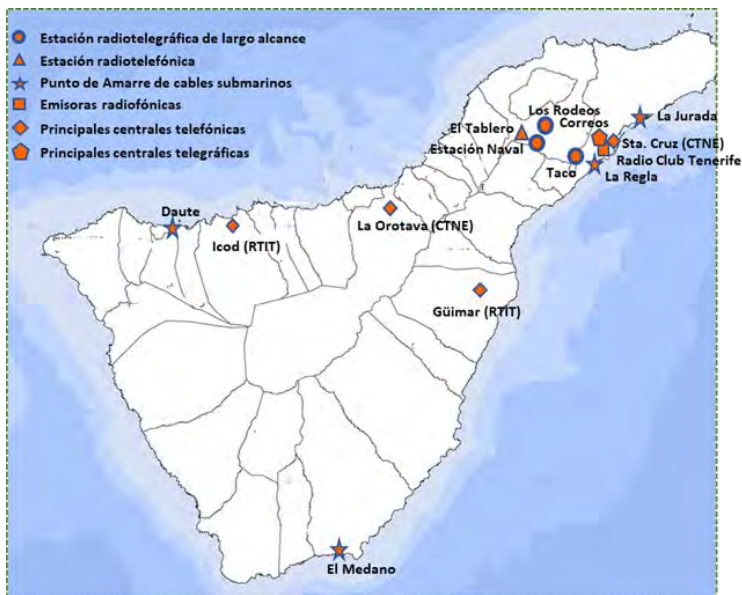 Estación radiotelegráfica de largo alcance
Estación radiotelefónica
Punto de Amarre de cables submarinos
Emisoras radiofónicas
Principales centrales telefónicas
Principales centrales telegráficas
Los Rodeos
La Jurada
El Tablero
Correos
Estación Naval
Sta. Cruz (CTNE)
Radio Club Tenerife
Taco
La Regla
Daute
Icod (RTIT)
La Orotava (CTNE)
Güimar (RTIT)
El Medano